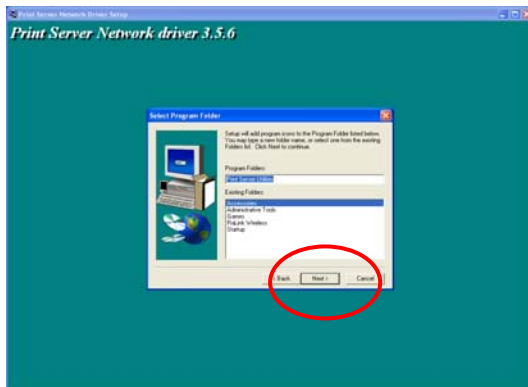 Print Server Network Driver Setup
Print Server Network driver 3.5.6
Select Program Folder
Setup will add program icons to the Program Folder listed below.
You may type a new folder name, or select one from the existing
Folders list. Click Next to continue.
Program Folders:
Print Server Utilities
Existing Folders:
Accessories
Administrative Tools
Games
Wireless
Startup
< Back
Next >
Cancel